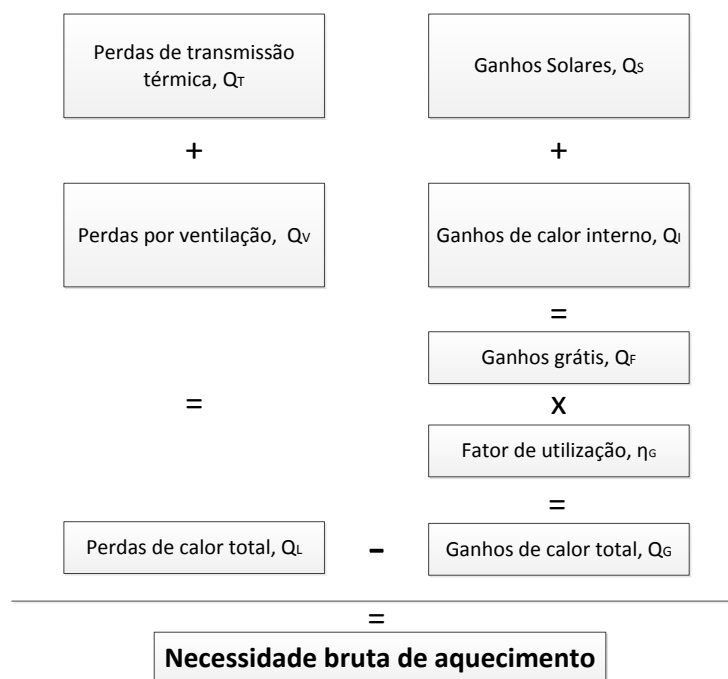 Perdas de transmissão
térmica, QT
Ganhos Solares, QS
+
+
Perdas por ventilação, QV
Ganhos de calor interno, QI
=
Ganhos grátis, QF
=
x
Fator de utilização, ηG
=
Perdas de calor total, QL
-
Ganhos de calor total, QG
=
Necessidade bruta de aquecimento